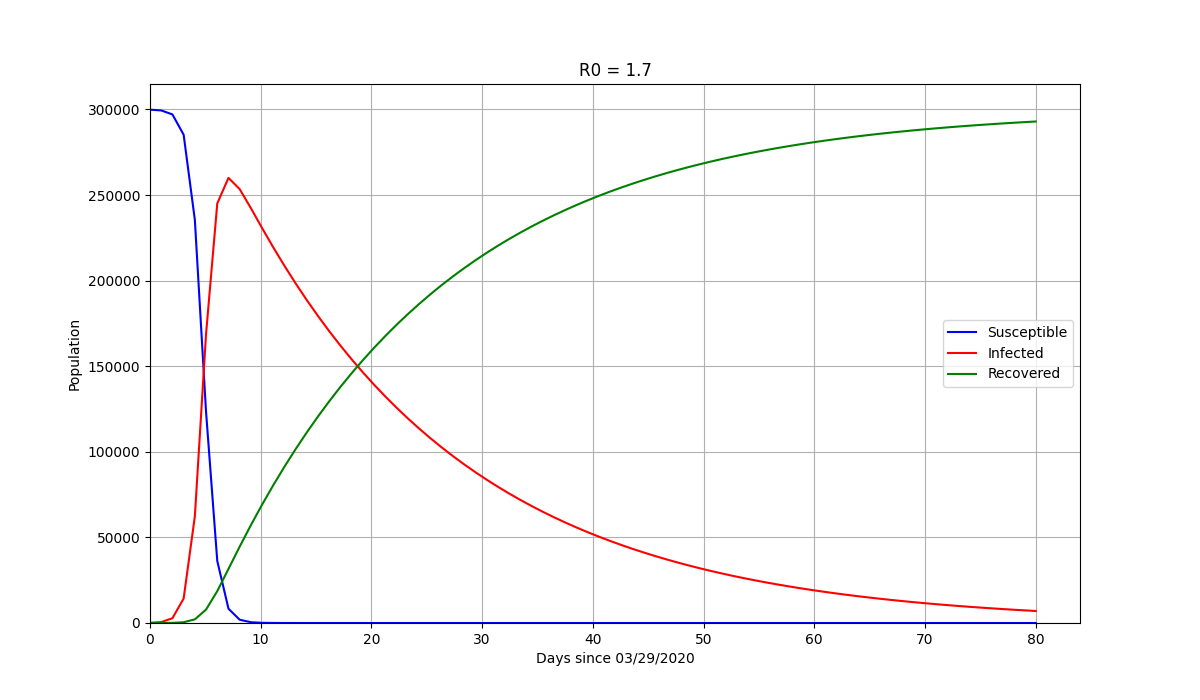 R0 = 1.7
300000
250000
200000
150000
100000
50000
0
Population
Susceptible
Infected
Recovered
0 10 20 30 40 50 60 70 80
Days since 03/29/2020